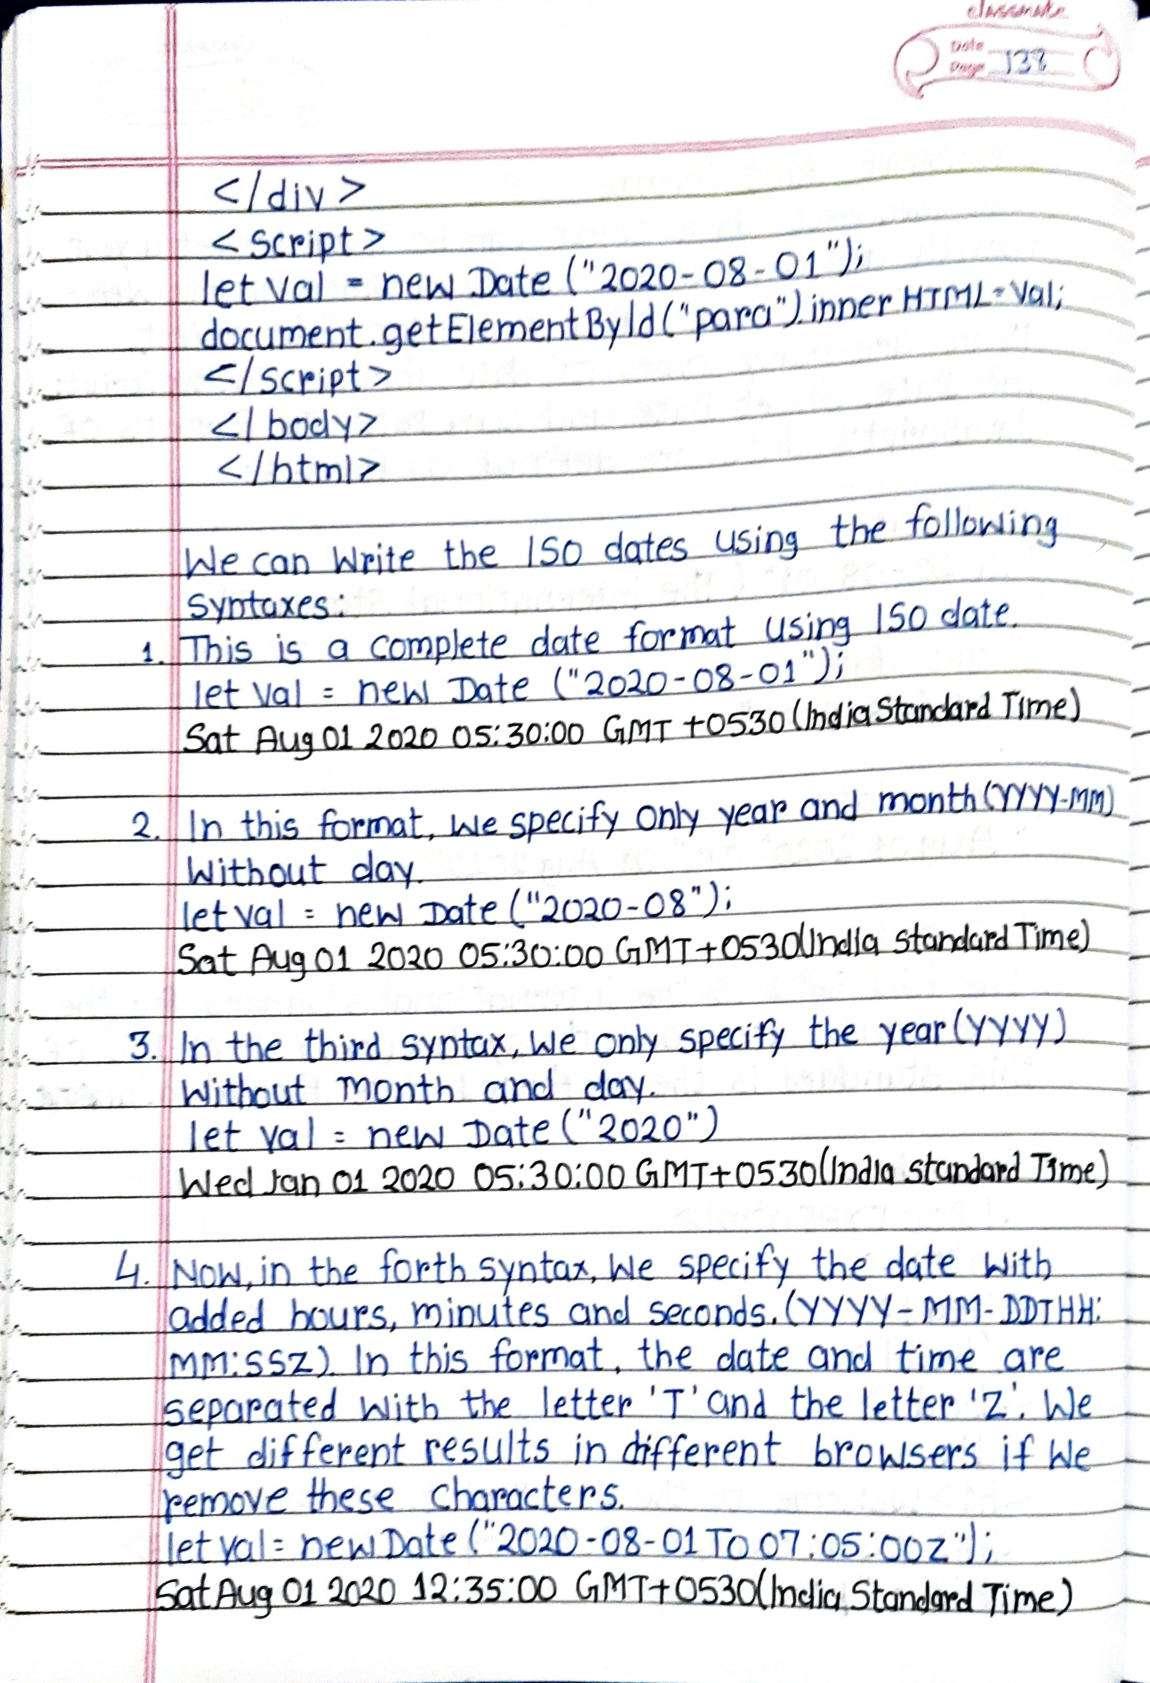 classmate
Date
Page 138
</div>
<script>
let val = new Date ("2020-08-01");
document.getElementById("para").innerHTML=val;
</script>
</body>
</html>
We can Write the ISO dates using the following
Syntaxes:
1. This is a complete date format using ISO date.
let val = new Date ("2020-08-01");
Sat Aug 01 2020 05:30:00 GMT +0530 (India Standard Time)
2. In this format, we specify only year and month (YYYY-MM)
Without day.
let val = new Date ("2020-08");
Sat Aug 01 2020 05:30:00 GMT+0530(India standard Time)
3. In the third syntax, We only specify the year (YYYY)
Without month and day.
let val = new Date ("2020")
Wed Jan 01 2020 05:30:00 GMT+0530(India standard Time)
4. Now, in the forth syntax, We specify the date With
added hours, minutes and seconds. (YYYY-MM-DDTHH:
MM:SSZ). In this format, the date and time are
separated with the letter 'T' and the letter 'Z'. We
get different results in different browsers if We
remove these characters.
let val = new Date ("2020-08-01T007:05:00Z");
Sat Aug 01 2020 12:35:00 GMT+0530(India Standard Time)